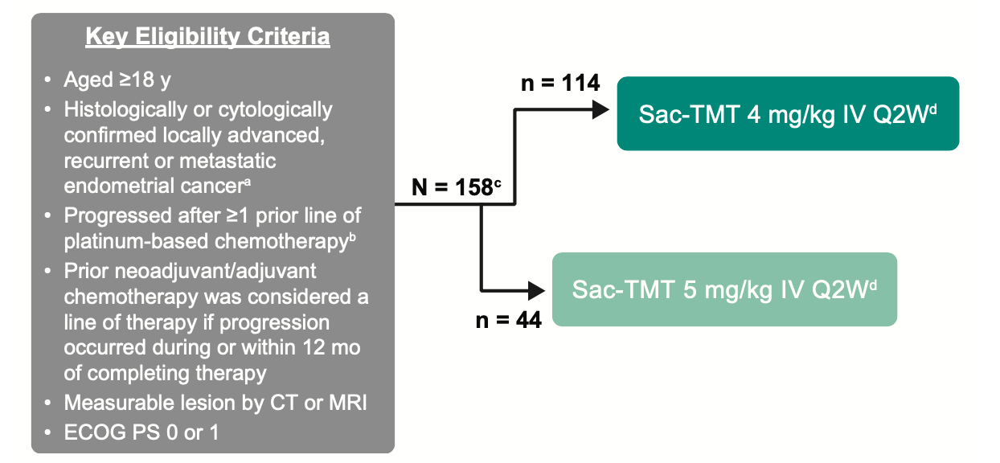 Key Eligibility Criteria
• Aged ≥18 y
• Histologically or cytologically
confirmed locally advanced,
recurrent or metastatic
endometrial cancerᵃ
• Progressed after ≥1 prior line of
platinum-based chemotherapyᵇ
• Prior neoadjuvant/adjuvant
chemotherapy was considered a
line of therapy if progression
occurred during or within 12 mo
of completing therapy
• Measurable lesion by CT or MRI
• ECOG PS 0 or 1
N = 158ᶜ
n = 114
Sac-TMT 4 mg/kg IV Q2Wᵈ
Sac-TMT 5 mg/kg IV Q2Wᵈ
n = 44